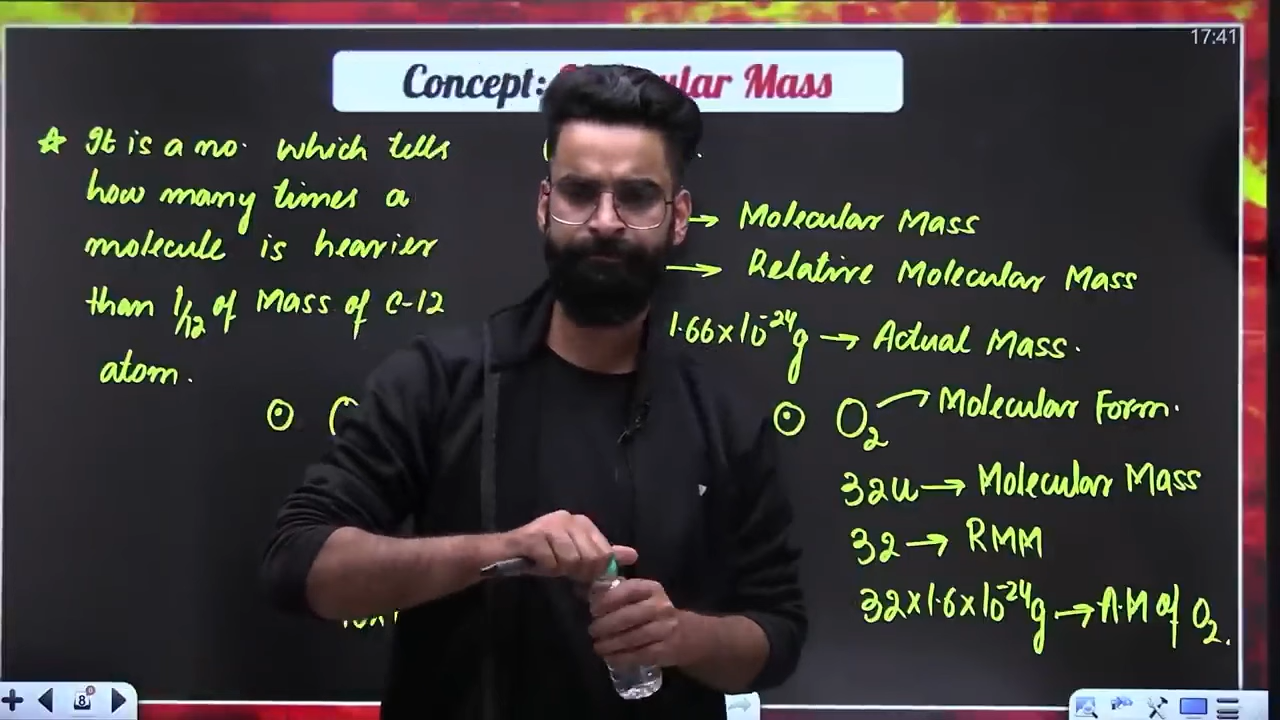 17:41
Concept: ular Mass
☆ It is a no. which tells
how many times a
molecule is heavier
than 1/12 of Mass of C-12
atom.
→ Molecular Mass
→ Relative Molecular Mass
1.66×10⁻²⁴g → Actual Mass.
O₂ → Molecular Form.
32u → Molecular Mass
32 → RMM
32×1.6×10⁻²⁴g → A.M of O₂.
8